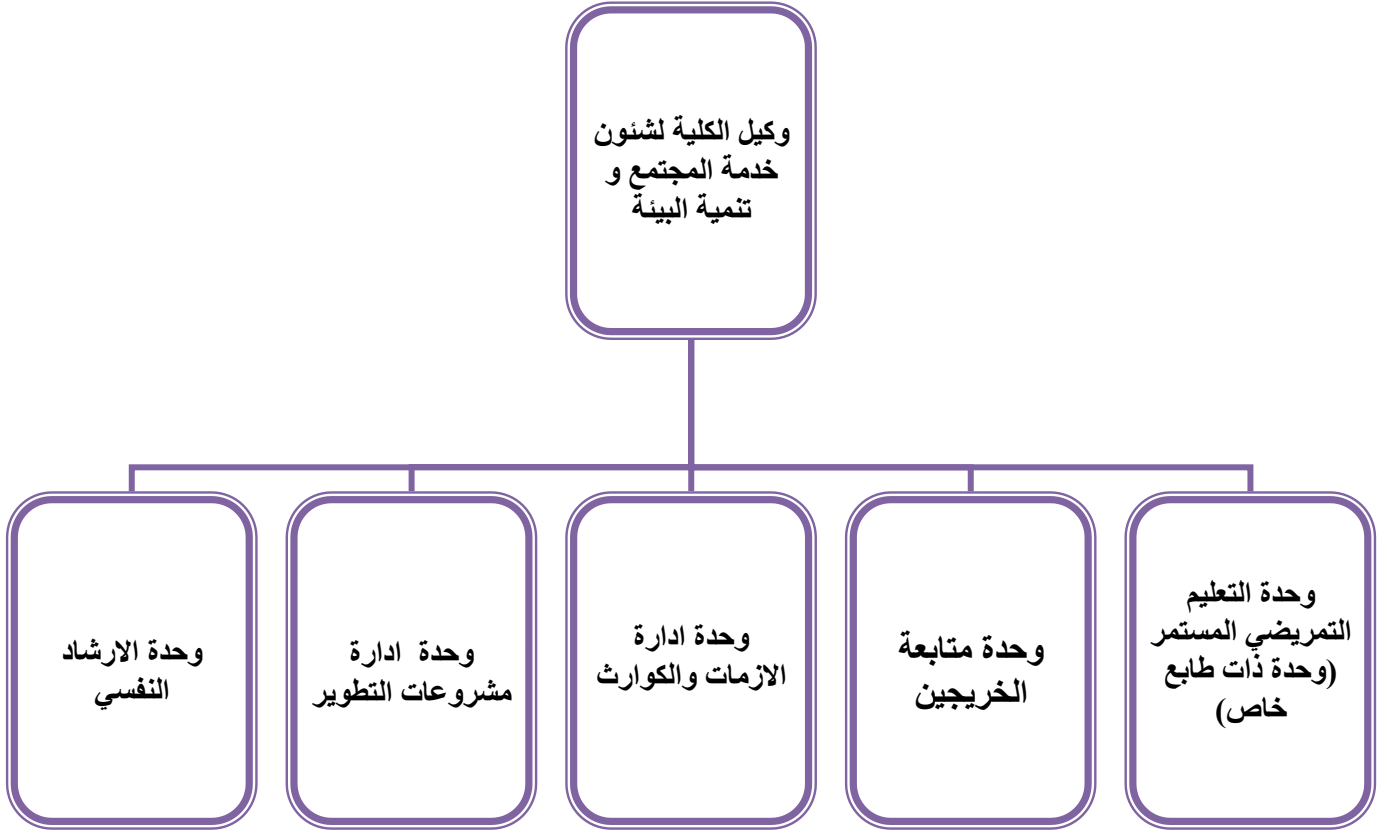 وكيل الكلية لشئون
خدمة المجتمع و
تنمية البيئة
وحدة التعليم
التمريضي المستمر
(وحدة ذات طابع
خاص)
وحدة متابعة
الخريجين
وحدة ادارة
الازمات والكوارث
وحدة ادارة
مشروعات التطوير
وحدة الارشاد
النفسي